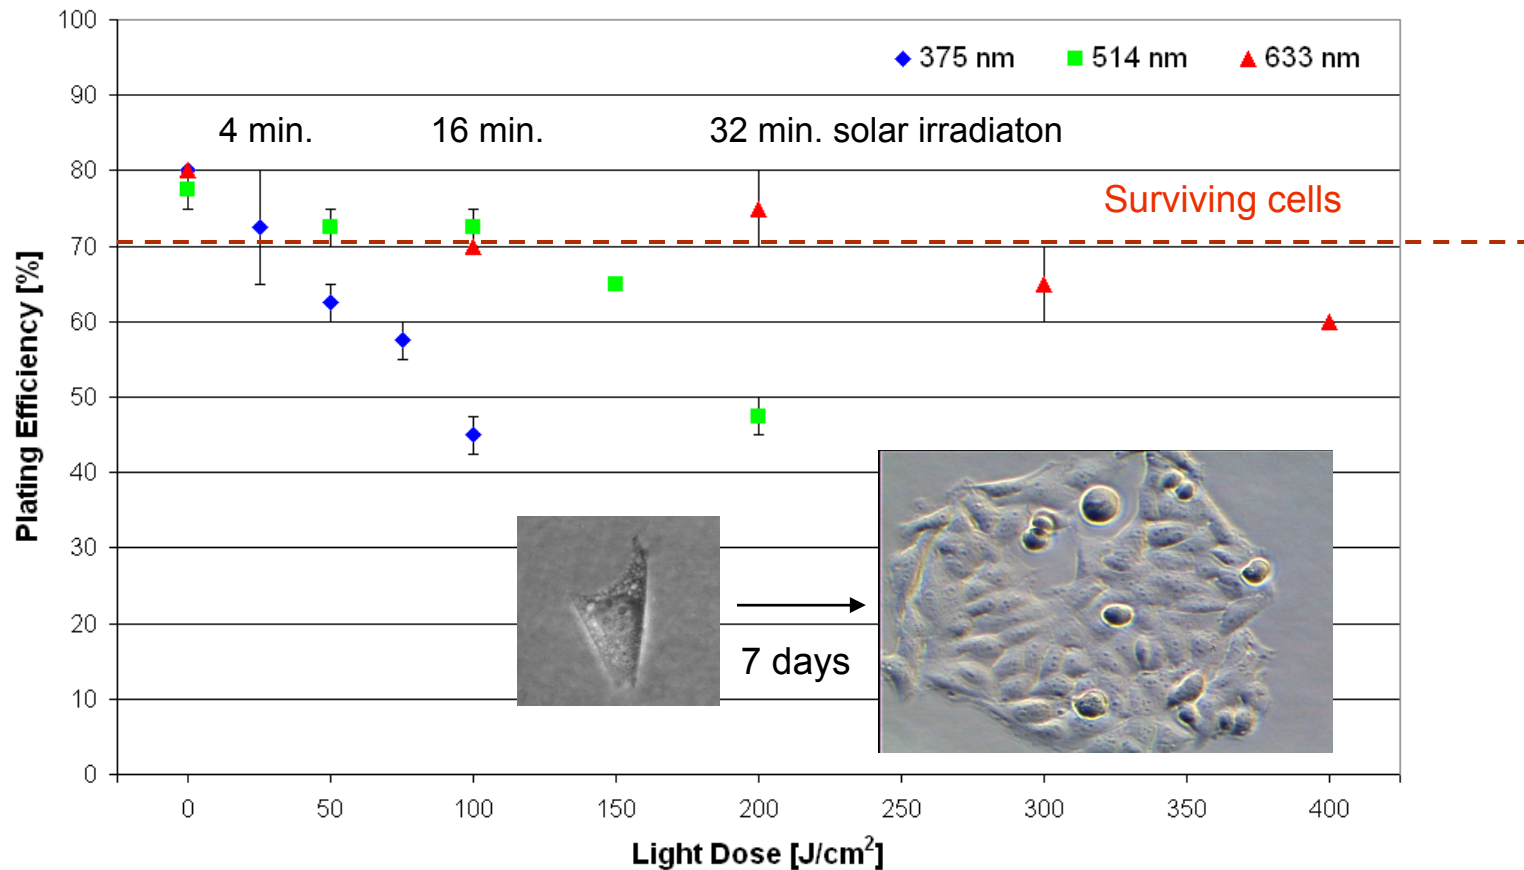 100
375 nm
514 nm
633 nm
90
4 min.
16 min.
32 min. solar irradiaton
80
Surviving cells
70
Plating Efficiency [%]
60
50
40
30
20
7 days
10
0
0
50
100
150
200
250
300
350
400
Light Dose [J/cm²]